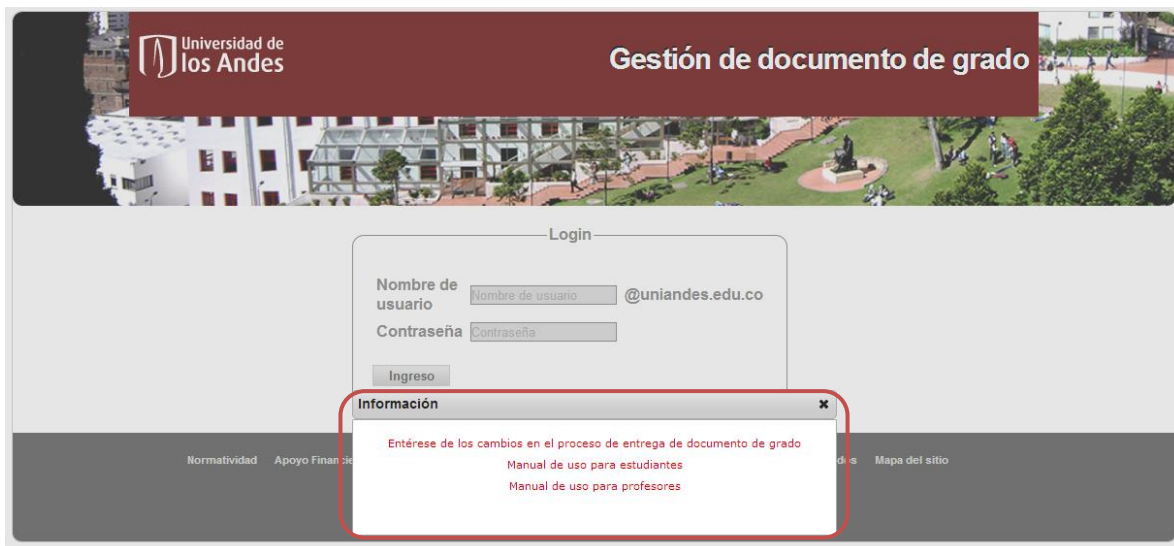 Universidad de
los Andes
Gestión de documento de grado
Login
Nombre de
usuario
Nombre de usuario
@uniandes.edu.co
Contraseña
Contraseña
Ingreso
Información
Entérese de los cambios en el proceso de entrega de documento de grado
Manual de uso para estudiantes
Manual de uso para profesores
Normatividad Apoyo Mapa del sitio